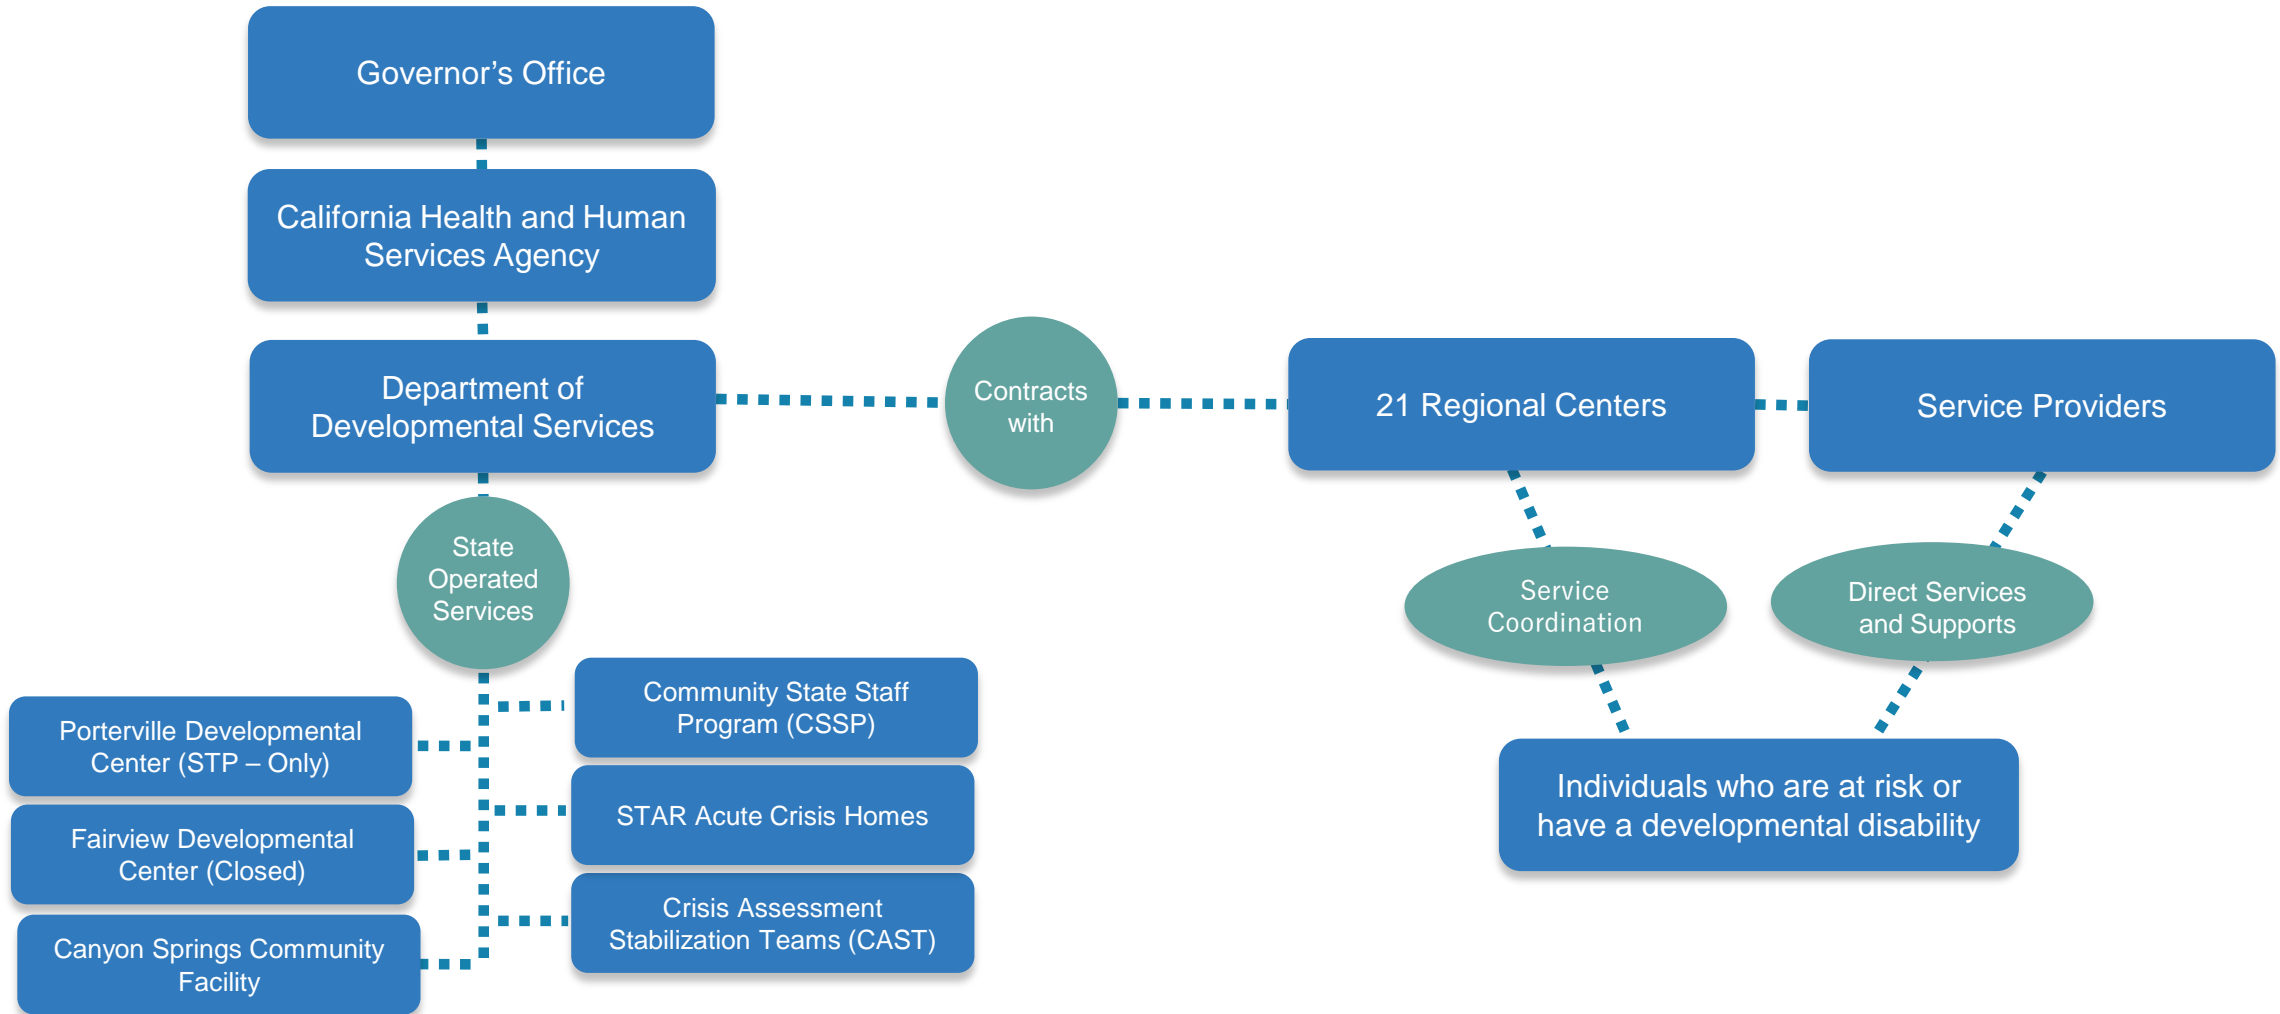 Governor’s Office
California Health and Human
Services Agency
Department of
Developmental Services
Contracts
with
21 Regional Centers
Service Providers
State
Operated
Services
Service
Coordination
Direct Services
and Supports
Porterville Developmental
Center (STP – Only)
Fairview Developmental
Center (Closed)
Canyon Springs Community
Facility
Community State Staff
Program (CSSP)
STAR Acute Crisis Homes
Crisis Assessment
Stabilization Teams (CAST)
Individuals who are at risk or
have a developmental disability